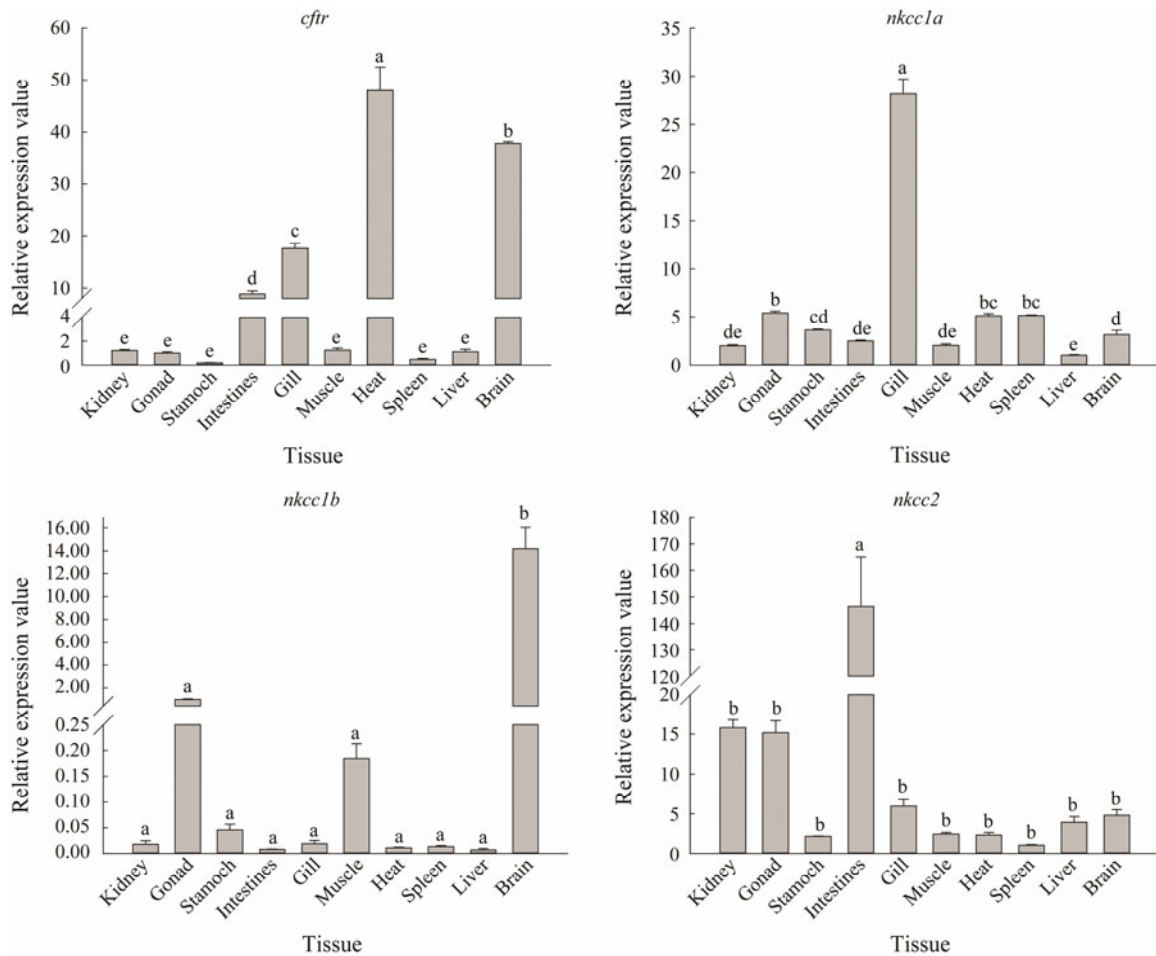 cftr
Relative expression value
60
50
40
30
20
10
4
2
0
e
e
e
d
c
e
a
e
e
b
Kidney
Gonad
Stamoch
Intestines
Gill
Muscle
Heat
Spleen
Liver
Brain
Tissue
nkcc1a
Relative expression value
35
30
25
20
15
10
5
0
de
b
cd
de
a
de
bc
bc
e
d
Kidney
Gonad
Stamoch
Intestines
Gill
Muscle
Heat
Spleen
Liver
Brain
Tissue
nkcc1b
Relative expression value
16.00
14.00
12.00
10.00
8.00
6.00
4.00
2.00
0.25
0.20
0.15
0.10
0.05
0.00
a
a
a
a
a
a
a
a
a
b
Kidney
Gonad
Stamoch
Intestines
Gill
Muscle
Heat
Spleen
Liver
Brain
Tissue
nkcc2
Relative expression value
180
170
160
150
140
130
120
20
15
10
5
0
b
b
b
a
b
b
b
b
b
b
Kidney
Gonad
Stamoch
Intestines
Gill
Muscle
Heat
Spleen
Liver
Brain
Tissue